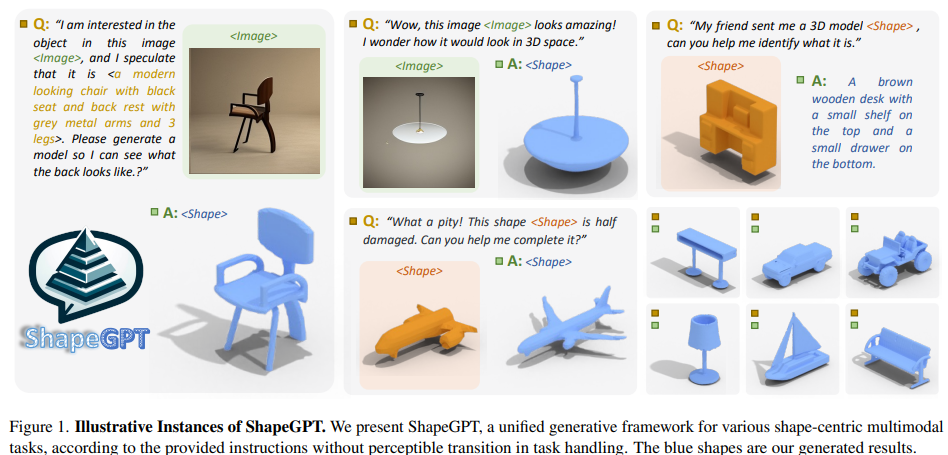 Q: “I am interested in the
object in this image
<Image>, and I speculate
that it is <a modern
looking chair with black
seat and back rest with
grey metal arms and 3
legs>. Please generate a
model so I can see what
the back looks like.?”
<Image>
A: <Shape>
ShapeGPT
Q: “Wow, this image <Image> looks amazing!
I wonder how it would look in 3D space.”
<Image>
A: <Shape>
Q: “What a pity! This shape <Shape> is half
damaged. Can you help me complete it?”
<Shape>
A: <Shape>
Q: “My friend sent me a 3D model <Shape> ,
can you help me identify what it is.”
<Shape>
A: A brown
wooden desk with
a small shelf on
the top and a
small drawer on
the bottom.
Figure 1. Illustrative Instances of ShapeGPT. We present ShapeGPT, a unified generative framework for various shape-centric multimodal
tasks, according to the provided instructions without perceptible transition in task handling. The blue shapes are our generated results.